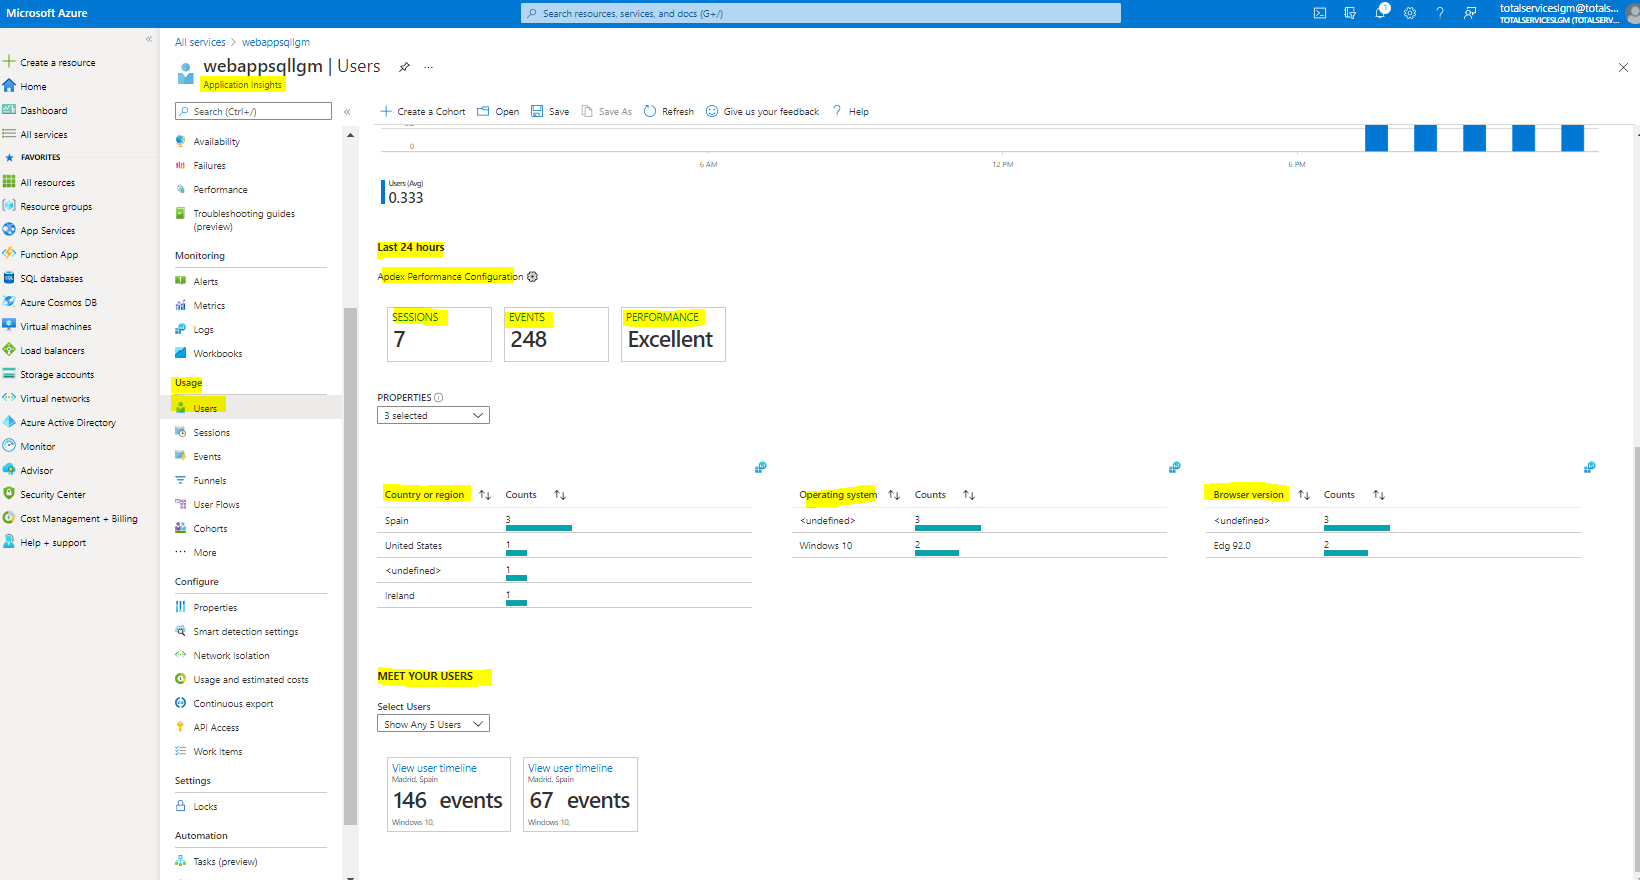 Microsoft Azure
Search resources, services, and docs (G+/)
1
totalserviceslgm@totals...
TOTALSERVICESLGM (TOTALSERV...
Create a resource
Home
Dashboard
All services
FAVORITES
All resources
Resource groups
App Services
Function App
SQL databases
Azure Cosmos DB
Virtual machines
Load balancers
Storage accounts
Virtual networks
Azure Active Directory
Monitor
Advisor
Security Center
Cost Management + Billing
Help + support
All services > webappsqllgm
webappsqllgm | Users
Application Insights
Search (Ctrl+/)
Availability
Failures
Performance
Troubleshooting guides
(preview)
Monitoring
Alerts
Metrics
Logs
Workbooks
Usage
Users
Sessions
Events
Funnels
User Flows
Cohorts
More
Configure
Properties
Smart detection settings
Network Isolation
Usage and estimated costs
Continuous export
API Access
Work Items
Settings
Locks
Automation
Tasks (preview)
Create a Cohort Open Save Save As Refresh Give us your feedback Help
0
6 AM 12 PM 6 PM
Users (Avg)
0.333
Last 24 hours
Apdex Performance Configuration
SESSIONS
7
EVENTS
248
PERFORMANCE
Excellent
PROPERTIES
3 selected
Country or region Counts
Spain 3
United States 1
<undefined> 1
Ireland 1
Operating system Counts
<undefined> 3
Windows 10 2
Browser version Counts
<undefined> 3
Edg 92.0 2
MEET YOUR USERS
Select Users
Show Any 5 Users
View user timeline
Madrid, Spain
146 events
Windows 10,
View user timeline
Madrid, Spain
67 events
Windows 10,